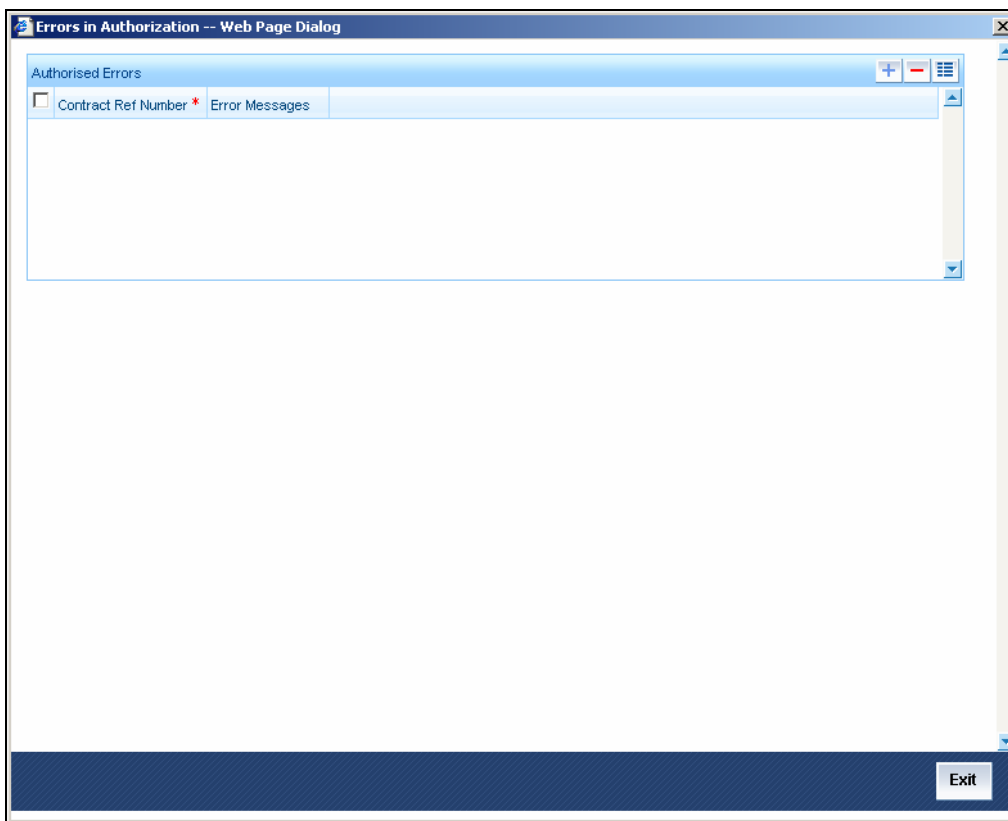 Errors in Authorization -- Web Page Dialog
Authorised Errors
Contract Ref Number * Error Messages
Exit